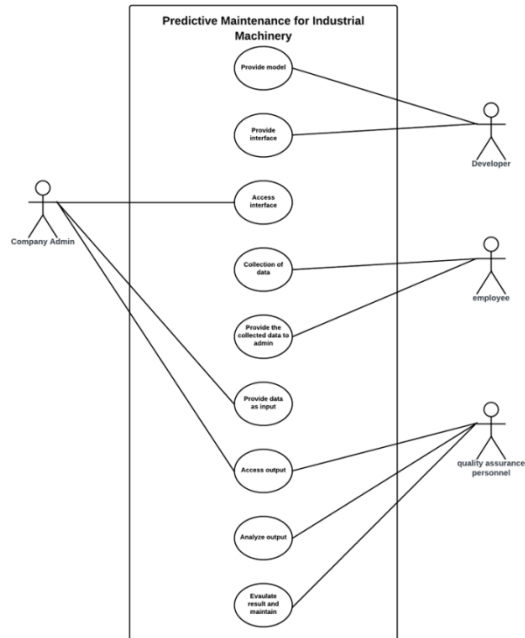 Predictive Maintenance for Industrial
Machinery
Provide model
Provide
interface
Developer
Access
interface
Company Admin
Collection of
data
employee
Provide the
collected data to
admin
Provide data
as input
Access output
quality assurance
personnel
Analyze output
Evaulate
result and
maintain